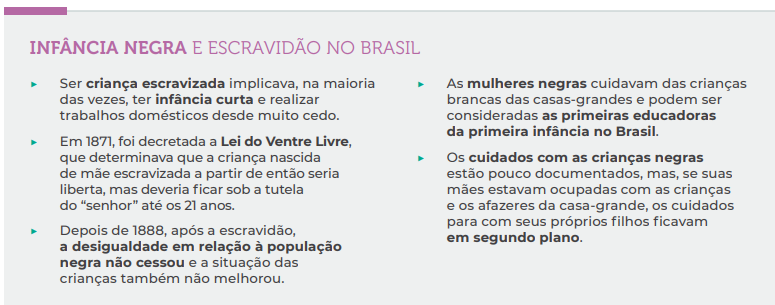 INFÂNCIA NEGRA E ESCRAVIDÃO NO BRASIL
▸ Ser criança escravizada implicava, na maioria
das vezes, ter infância curta e realizar
trabalhos domésticos desde muito cedo.
▸ Em 1871, foi decretada a Lei do Ventre Livre,
que determinava que a criança nascida
de mãe escravizada a partir de então seria
liberta, mas deveria ficar sob a tutela
do “senhor” até os 21 anos.
▸ Depois de 1888, após a escravidão,
a desigualdade em relação à população
negra não cessou e a situação das
crianças também não melhorou.
▸ As mulheres negras cuidavam das crianças
brancas das casas-grandes e podem ser
consideradas as primeiras educadoras
da primeira infância no Brasil.
▸ Os cuidados com as crianças negras
estão pouco documentados, mas, se suas
mães estavam ocupadas com as crianças
e os afazeres da casa-grande, os cuidados
para com seus próprios filhos ficavam
em segundo plano.